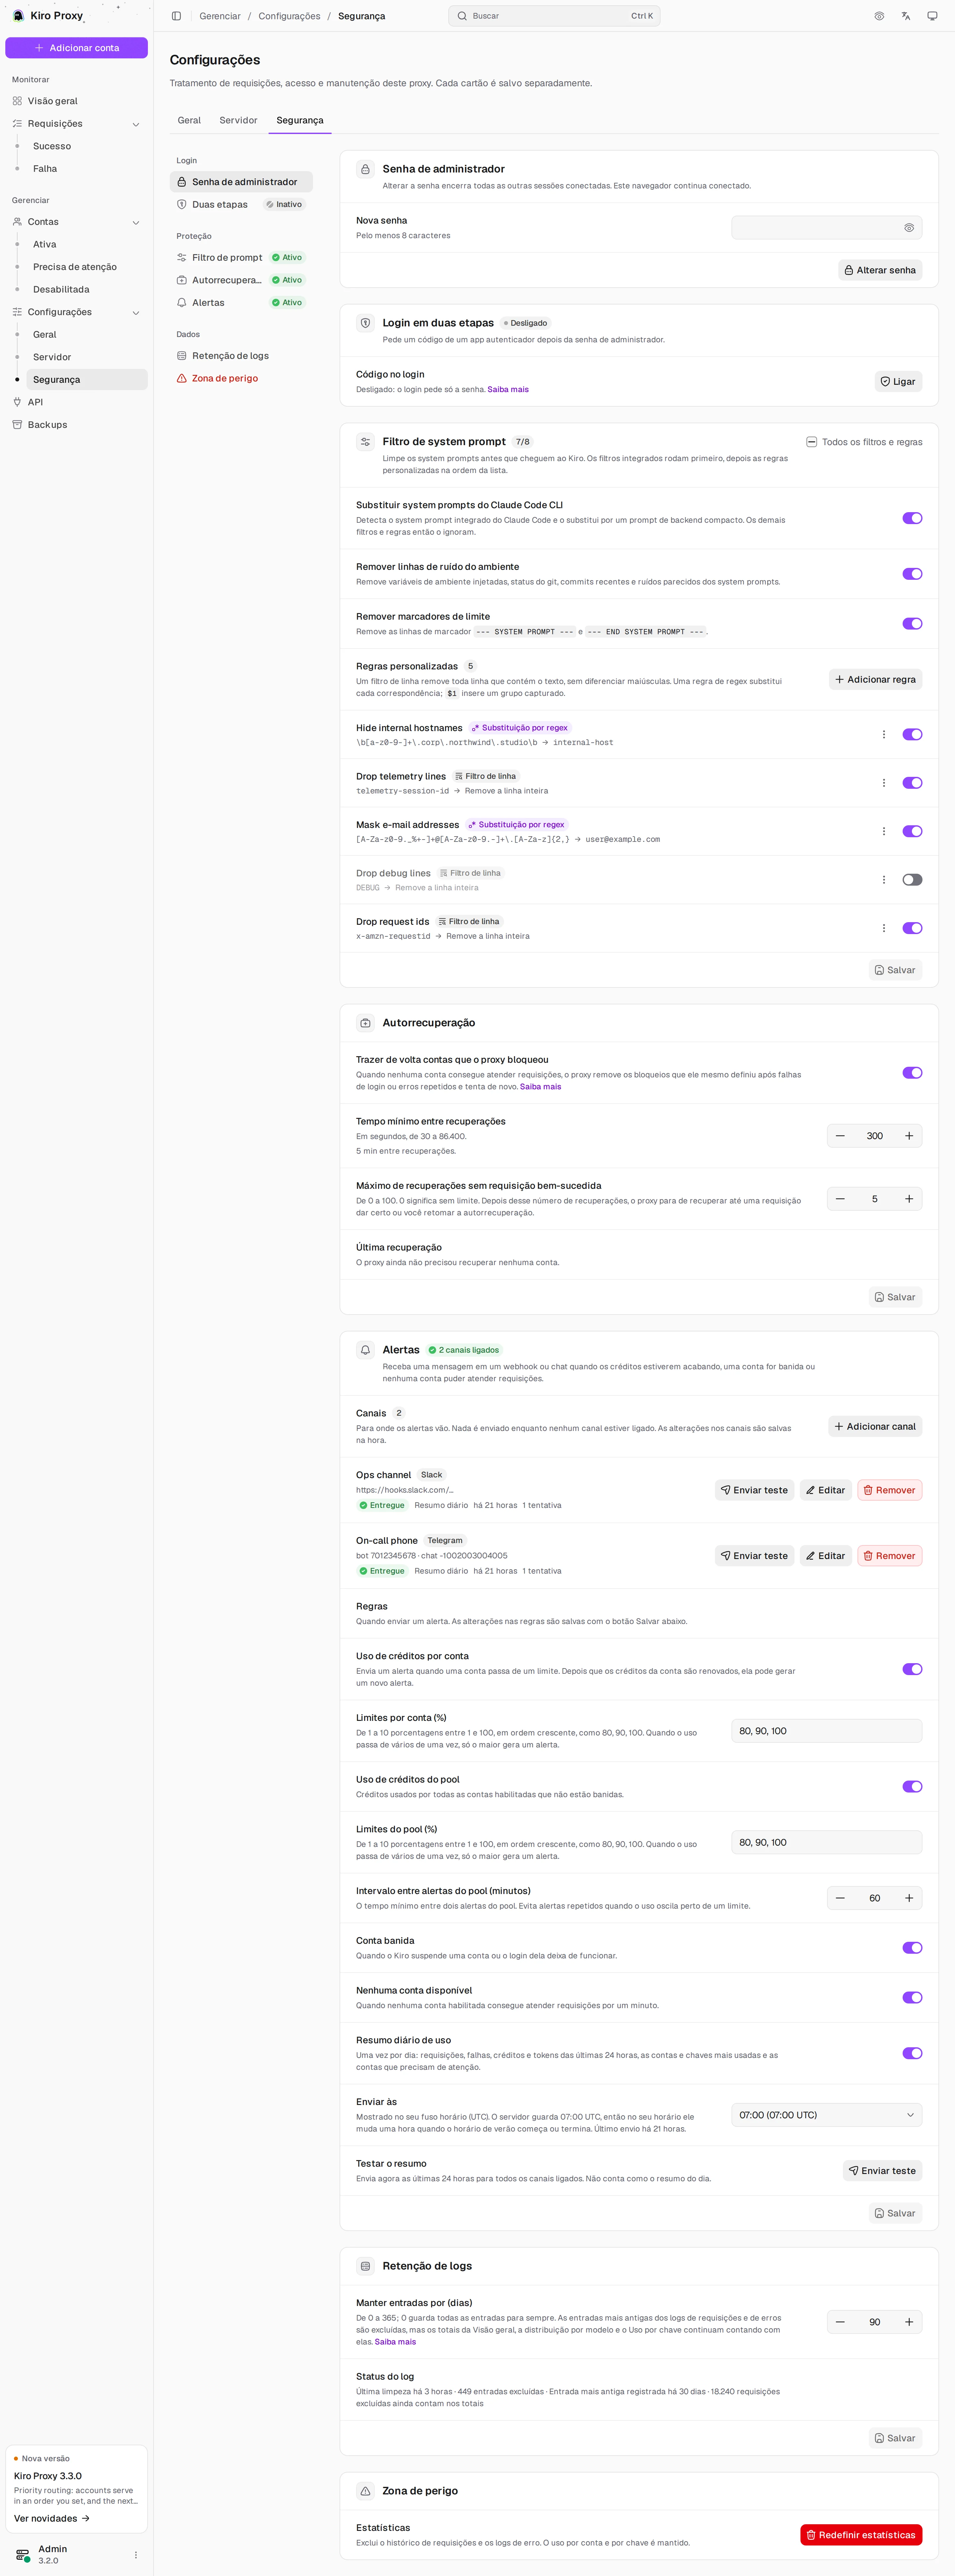 Kiro Proxy
Adicionar conta
Monitorar
Visão geral
Requisições
Sucesso
Falha
Gerenciar
Contas
Ativa
Precisa de atenção
Desabilitada
Configurações
Geral
Servidor
Segurança
API
Backups
Nova versão
Kiro Proxy 3.3.0
Priority routing: accounts serve
in an order you set, and the next...
Ver novidades →
Admin
3.2.0
Gerenciar / Configurações / Segurança
Buscar Ctrl K
Configurações
Tratamento de requisições, acesso e manutenção deste proxy. Cada cartão é salvo separadamente.
Geral Servidor Segurança
Login
Senha de administrador
Duas etapas Inativo
Proteção
Filtro de prompt Ativo
Autorrecupera... Ativo
Alertas Ativo
Dados
Retenção de logs
Zona de perigo
Senha de administrador
Alterar a senha encerra todas as outras sessões conectadas. Este navegador continua conectado.
Nova senha
Pelo menos 8 caracteres
Alterar senha
Login em duas etapas Desligado
Pede um código de um app autenticador depois da senha de administrador.
Código no login
Desligado: o login pede só a senha. Saiba mais
Ligar
Filtro de system prompt 7/8
Todos os filtros e regras
Limpe os system prompts antes que cheguem ao Kiro. Os filtros integrados rodam primeiro, depois as regras
personalizadas na ordem da lista.
Substituir system prompts do Claude Code CLI
Detecta o system prompt integrado do Claude Code e o substitui por um prompt de backend compacto. Os demais
filtros e regras então o ignoram.
Remover linhas de ruído do ambiente
Remove variáveis de ambiente injetadas, status do git, commits recentes e ruídos parecidos dos system prompts.
Remover marcadores de limite
Remove as linhas de marcador --- SYSTEM PROMPT --- e --- END SYSTEM PROMPT ---.
Regras personalizadas 5
Um filtro de linha remove toda linha que contém o texto, sem diferenciar maiúsculas. Uma regra de regex substitui
cada correspondência; $1 insere um grupo capturado.
Adicionar regra
Hide internal hostnames Substituição por regex
\b[a-z0-9-]+\.corp\.northwind\.studio\b → internal-host
Drop telemetry lines Filtro de linha
telemetry-session-id → Remove a linha inteira
Mask e-mail addresses Substituição por regex
[A-Za-z0-9._%+-]+@[A-Za-z0-9.-]+\.[A-Za-z]{2,} → user@example.com
Drop debug lines Filtro de linha
DEBUG → Remove a linha inteira
Drop request ids Filtro de linha
x-amzn-requestid → Remove a linha inteira
Salvar
Autorrecuperação
Trazer de volta contas que o proxy bloqueou
Quando nenhuma conta consegue atender requisições, o proxy remove os bloqueios que ele mesmo definiu após falhas
de login ou erros repetidos e tenta de novo. Saiba mais
Tempo mínimo entre recuperações
Em segundos, de 30 a 86.400.
5 min entre recuperações.
300
Máximo de recuperações sem requisição bem-sucedida
De 0 a 100. 0 significa sem limite. Depois desse número de recuperações, o proxy para de recuperar até uma requisição
dar certo ou você retomar a autorrecuperação.
5
Última recuperação
O proxy ainda não precisou recuperar nenhuma conta.
Salvar
Alertas 2 canais ligados
Receba uma mensagem em um webhook ou chat quando os créditos estiverem acabando, uma conta for banida ou
nenhuma conta puder atender requisições.
Canais 2
Para onde os alertas vão. Nada é enviado enquanto nenhum canal estiver ligado. As alterações nos canais são salvas
na hora.
Adicionar canal
Ops channel Slack
https://hooks.slack.com/...
Entregue Resumo diário há 21 horas 1 tentativa
Enviar teste Editar Remover
On-call phone Telegram
bot 7012345678 · chat -1002003004005
Entregue Resumo diário há 21 horas 1 tentativa
Enviar teste Editar Remover
Regras
Quando enviar um alerta. As alterações nas regras são salvas com o botão Salvar abaixo.
Uso de créditos por conta
Envia um alerta quando uma conta passa de um limite. Depois que os créditos da conta são renovados, ela pode gerar
um novo alerta.
Limites por conta (%)
De 1 a 10 porcentagens entre 1 e 100, em ordem crescente, como 80, 90, 100. Quando o uso
passa de vários de uma vez, só o maior gera um alerta.
80, 90, 100
Uso de créditos do pool
Créditos usados por todas as contas habilitadas que não estão banidas.
Limites do pool (%)
De 1 a 10 porcentagens entre 1 e 100, em ordem crescente, como 80, 90, 100. Quando o uso
passa de vários de uma vez, só o maior gera um alerta.
80, 90, 100
Intervalo entre alertas do pool (minutos)
O tempo mínimo entre dois alertas do pool. Evita alertas repetidos quando o uso oscila perto de um limite.
60
Conta banida
Quando o Kiro suspende uma conta ou o login dela deixa de funcionar.
Nenhuma conta disponível
Quando nenhuma conta habilitada consegue atender requisições por um minuto.
Resumo diário de uso
Uma vez por dia: requisições, falhas, créditos e tokens das últimas 24 horas, as contas e chaves mais usadas e as
contas que precisam de atenção.
Enviar às
Mostrado no seu fuso horário (UTC). O servidor guarda 07:00 UTC, então no seu horário ele
muda uma hora quando o horário de verão começa ou termina. Último envio há 21 horas.
07:00 (07:00 UTC)
Testar o resumo
Envia agora as últimas 24 horas para todos os canais ligados. Não conta como o resumo do dia.
Enviar teste
Salvar
Retenção de logs
Manter entradas por (dias)
De 0 a 365; 0 guarda todas as entradas para sempre. As entradas mais antigas dos logs de requisições e de erros
são excluídas, mas os totais da Visão geral, a distribuição por modelo e o Uso por chave continuam contando com
elas. Saiba mais
90
Status do log
Última limpeza há 3 horas · 449 entradas excluídas · Entrada mais antiga registrada há 30 dias · 18.240 requisições
excluídas ainda contam nos totais
Salvar
Zona de perigo
Estatísticas
Exclui o histórico de requisições e os logs de erro. O uso por conta e por chave é mantido.
Redefinir estatísticas